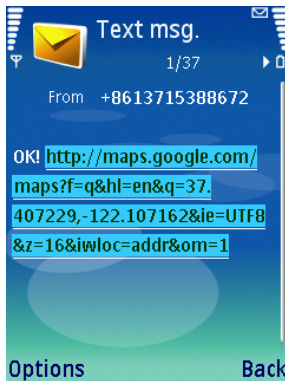 Text msg.
1/37
From +8613715388672
OK! http://maps.google.com/
maps?f=q&hl=en&q=37.
407229,-122.107162&ie=UTF8
&z=16&iwloc=addr&om=1
Options Back